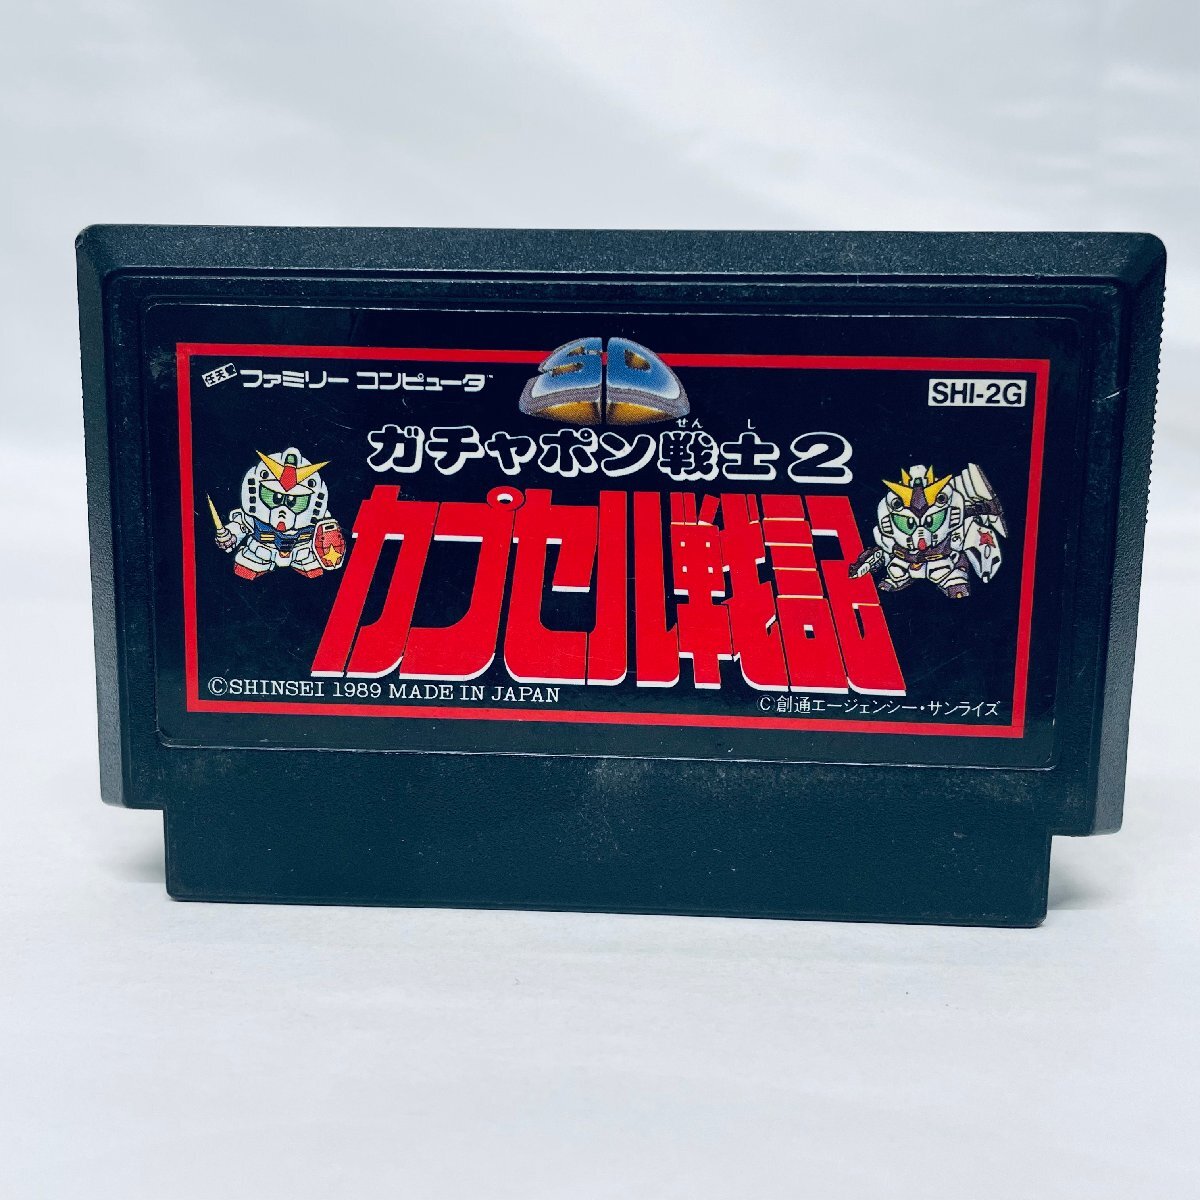 任天堂 ファミリー コンピュータ™
SD
SHI-2G
せん し
ガチャポン戦士2
カプセル戦記
©SHINSEI 1989 MADE IN JAPAN
©創通エージェンシー・サンライズ